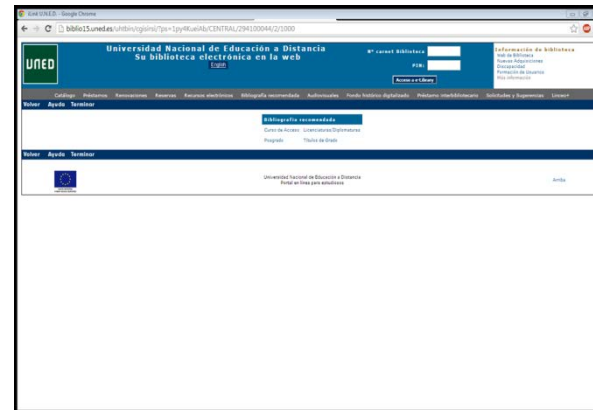 Unit U.N.E.D. - Google Chrome
biblio15.uned.es/uhtbin/cgisirsi/?ps=1py4KueiAb/CENTRAL/294100044/2/1000
UNED
Universidad Nacional de Educación a Distancia
Su biblioteca electrónica en la web
English
Nº carnet Biblioteca
PIN:
Acceso a e-Library
Información de biblioteca
Web de Biblioteca
Nuevas Adquisiciones
Discapacidad
Formación de usuarios
Más información
Catálogo Préstamos Renovaciones Reservas Recursos electrónicos Bibliografía recomendada Audiovisuales Fondo histórico digitalizado Préstamo interbibliotecario Solicitudes y Sugerencias Linceo+
Volver Ayuda Terminar
Bibliografía recomendada
Curso de Acceso Licenciaturas/Diplomaturas
Posgrado Títulos de Grado
Volver Ayuda Terminar
Universidad Nacional de Educación a Distancia
Portal en línea para estudiosos
Arriba